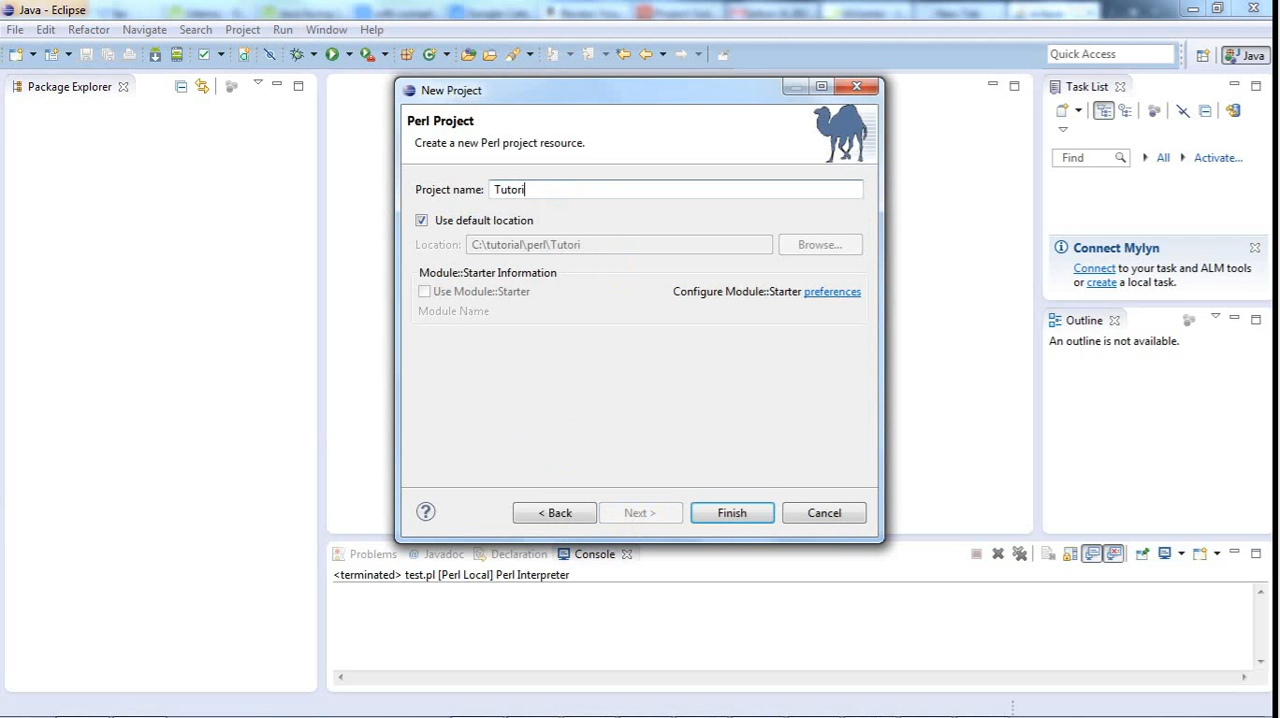 Java - Eclipse
File Edit Refactor Navigate Search Project Run Window Help
Quick Access
Java
Package Explorer
New Project
Perl Project
Create a new Perl project resource.
Project name: Tutori
Use default location
Location: C:\tutorial\perl\Tutori Browse...
Module::Starter Information
Use Module::Starter Configure Module::Starter preferences
Module Name
? < Back Next > Finish Cancel
Task List
Find All Activate...
Connect Mylyn
Connect to your task and ALM tools
or create a local task.
Outline
An outline is not available.
Problems @ Javadoc Declaration Console
<terminated> test.pl [Perl Local] Perl Interpreter